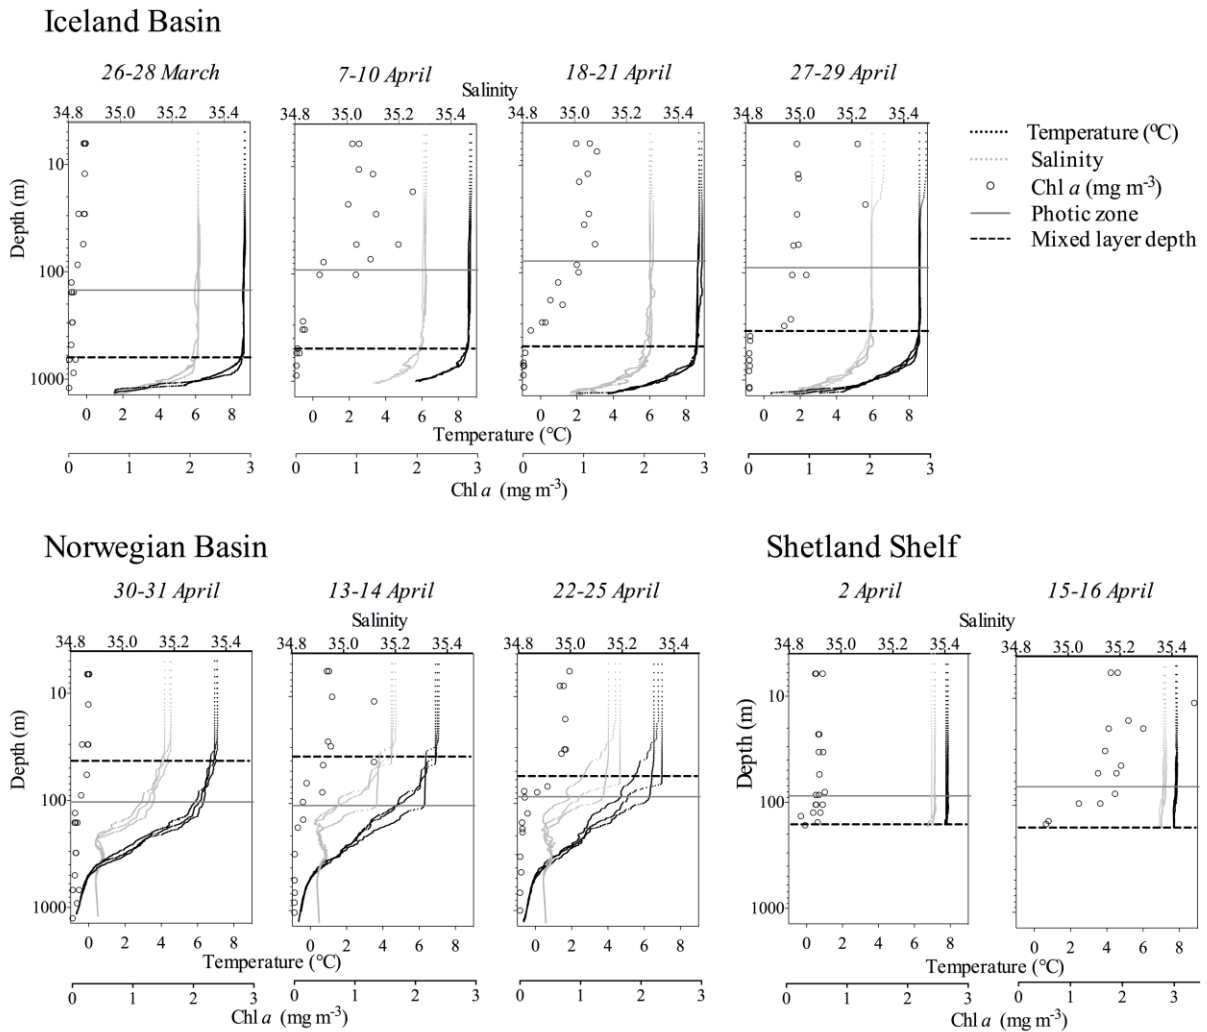 Iceland Basin
26-28 March
7-10 April
18-21 April
27-29 April
Salinity
34.8 35.0 35.2 35.4
34.8 35.0 35.2 35.4
34.8 35.0 35.2 35.4
34.8 35.0 35.2 35.4
Depth (m)
10
100
1000
Temperature (ºC)
Salinity
Chl a (mg m-3)
Photic zone
Mixed layer depth
0 2 4 6 8
0 2 4 6 8
0 2 4 6 8
0 2 4 6 8
Temperature (°C)
0 1 2 3
0 1 2 3
0 1 2 3
0 1 2 3
Chl a (mg m-3)
Norwegian Basin
Shetland Shelf
30-31 April
13-14 April
22-25 April
2 April
15-16 April
Salinity
Salinity
34.8 35.0 35.2 35.4
34.8 35.0 35.2 35.4
34.8 35.0 35.2 35.4
34.8 35.0 35.2 35.4
34.8 35.0 35.2 35.4
Depth (m)
10
100
1000
Depth (m)
10
100
1000
0 2 4 6 8
0 2 4 6 8
0 2 4 6 8
0 2 4 6 8
0 2 4 6 8
Temperature (°C)
Temperature (°C)
0 1 2 3
0 1 2 3
0 1 2 3
0 1 2 3
0 1 2 3
Chl a (mg m-3)
Chl a (mg m-3)